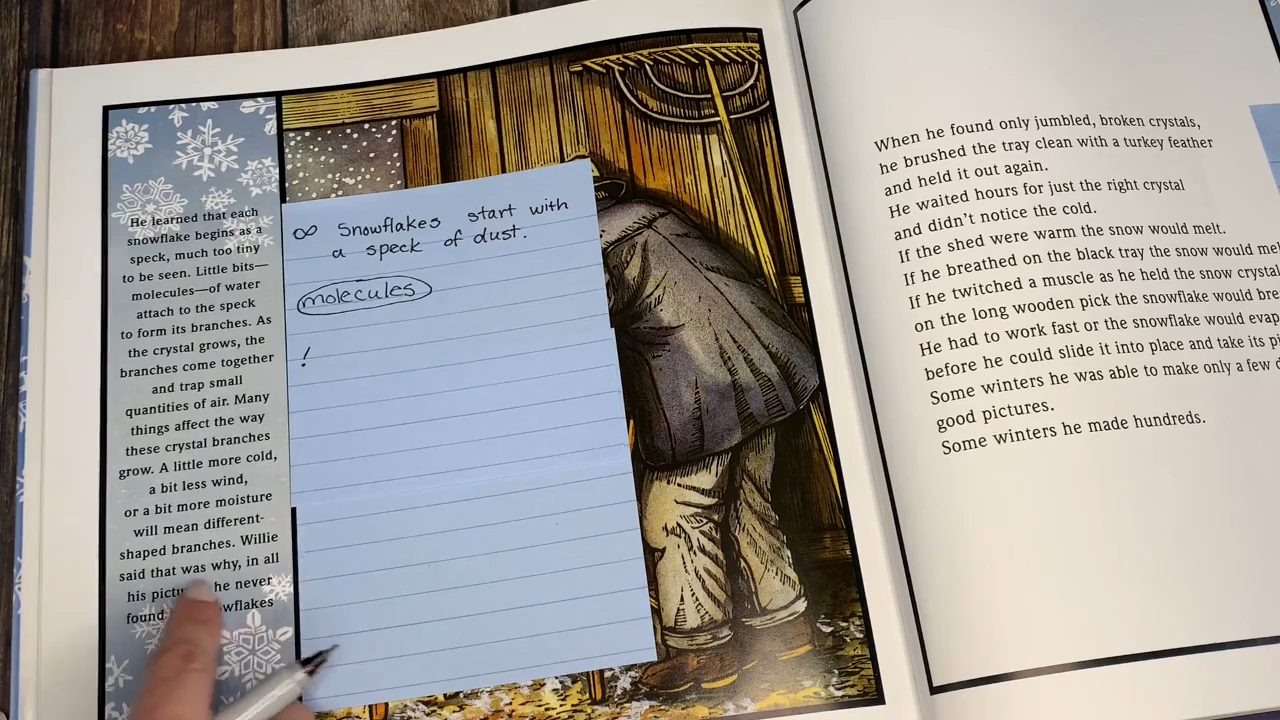 He learned that each
snowflake begins as a
speck, much too tiny
to be seen. Little bits—
molecules—of water
attach to the speck
to form its branches. As
the crystal grows, the
branches come together
and trap small
quantities of air. Many
things affect the way
these crystal branches
grow. A little more cold,
a bit less wind,
or a bit more moisture
will mean different-
shaped branches. Willie
said that was why, in all
his he never
found
∞ Snowflakes start with
a speck of dust.
molecules
!
When he found only jumbled, broken crystals,
he brushed the tray clean with a turkey feather
and held it out again.
He waited hours for just the right crystal
and didn't notice the cold.
If the shed were warm the snow would melt.
If he breathed on the black tray the snow would
If he twitched a muscle as he held the snow crystal
on the long wooden pick the snowflake would
He had to work fast or the snowflake would
before he could slide it into place and take its
Some winters he was able to make only a few
good pictures.
Some winters he made hundreds.